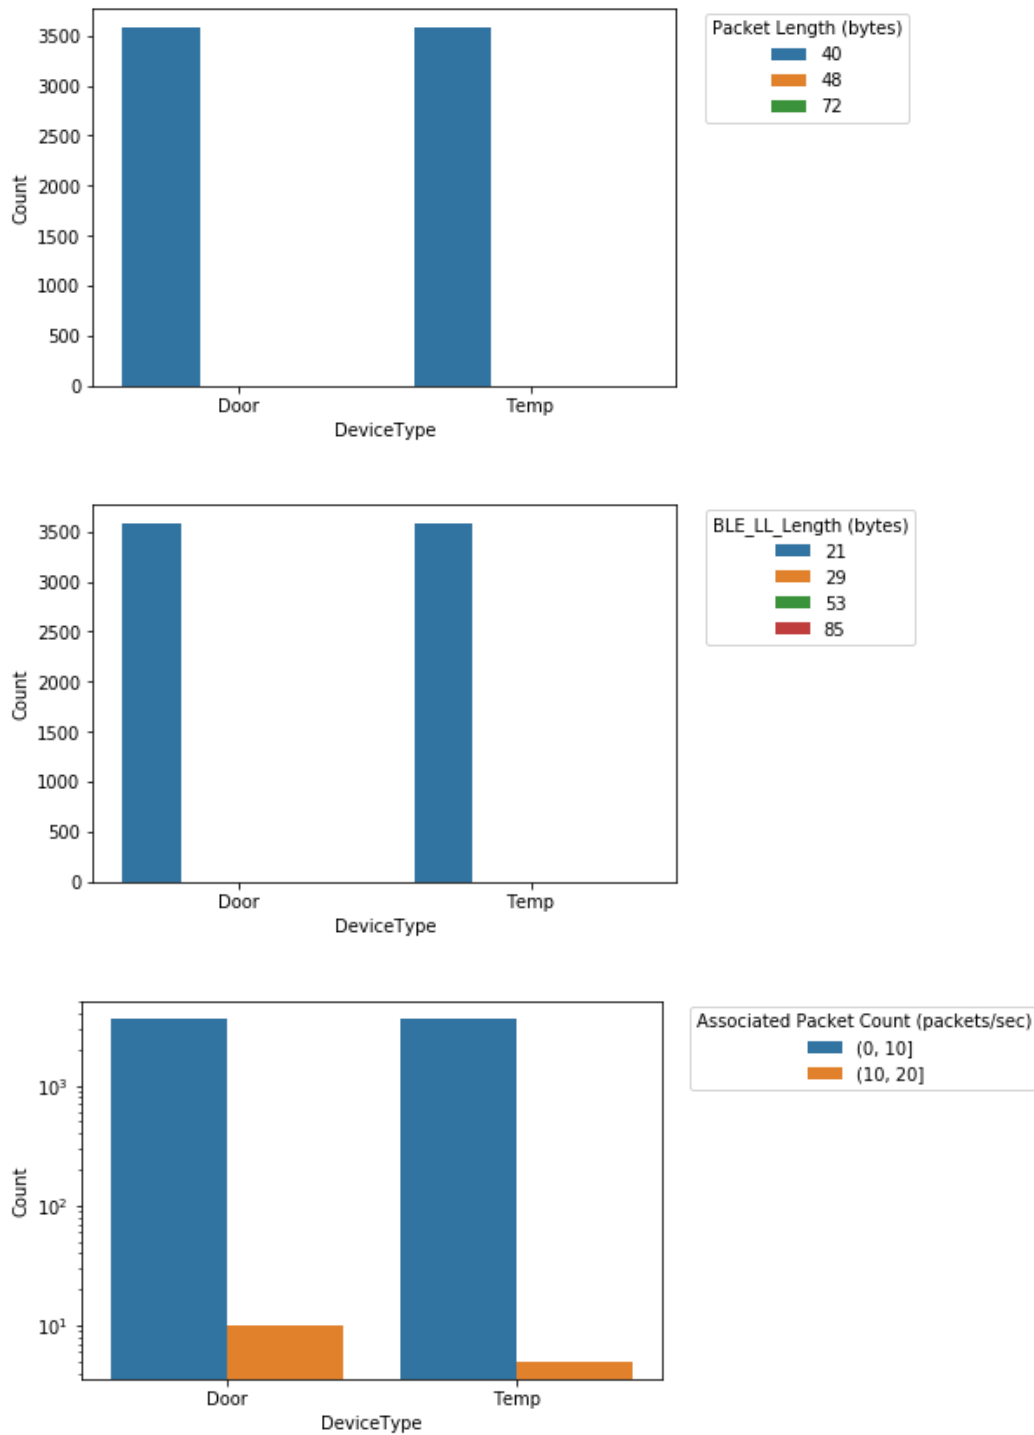 Packet Length (bytes)
40
48
72
3500
3000
2500
2000
1500
1000
500
0
Count
Door
Temp
DeviceType
BLE_LL_Length (bytes)
21
29
53
85
3500
3000
2500
2000
1500
1000
500
0
Count
Door
Temp
DeviceType
Associated Packet Count (packets/sec)
(0, 10]
(10, 20]
10³
10²
10¹
Count
Door
Temp
DeviceType